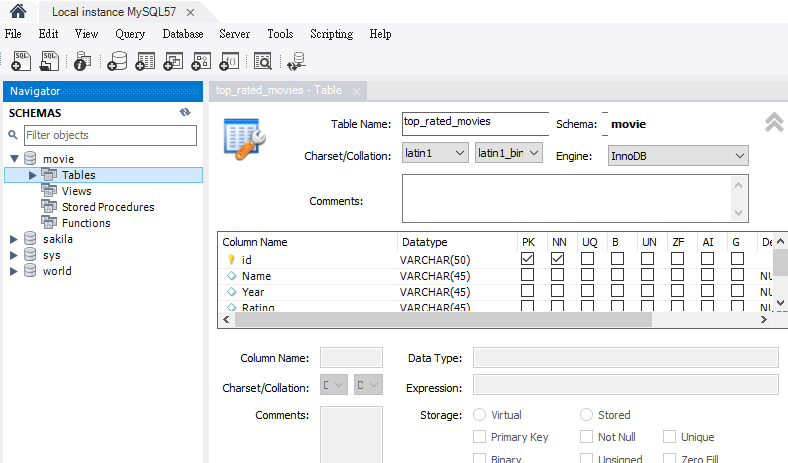 Local instance MySQL57
File Edit View Query Database Server Tools Scripting Help
SQL SQL
Navigator
SCHEMAS
Filter objects
movie
Tables
Views
Stored Procedures
Functions
sakila
sys
world
top_rated_movies - Table
Table Name: top_rated_movies Schema: movie
Charset/Collation: latin1 latin1_bin Engine: InnoDB
Comments:
Column Name Datatype PK NN UQ B UN ZF AI G De
id VARCHAR(50)
Name VARCHAR(45) NU
Year VARCHAR(45) NU
Rating VARCHAR(45) NU
Column Name: Data Type:
Charset/Collation: D D Expression:
Comments: Storage: Virtual Stored
Primary Key Not Null Unique
Binary Unsigned Zero Fill